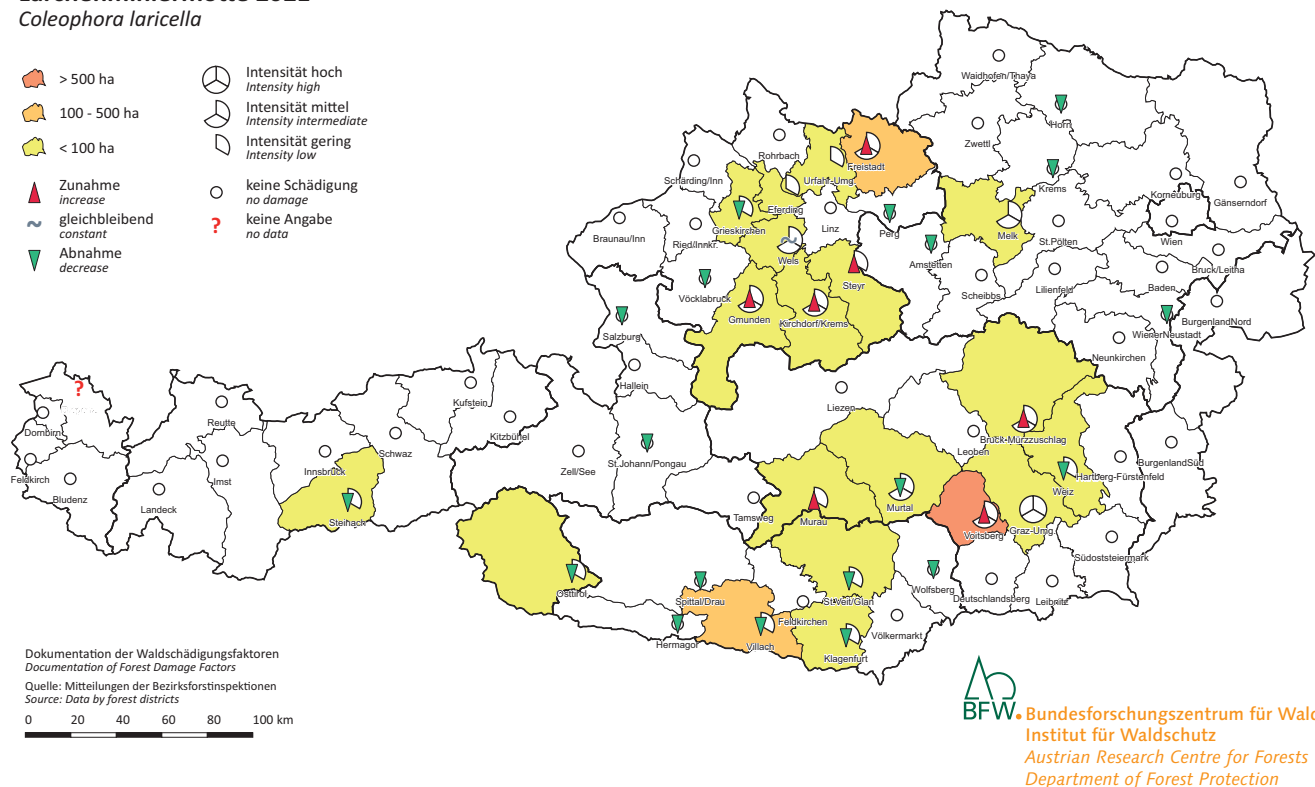 Coleophora laricella
> 500 ha
100 - 500 ha
< 100 ha
Zunahme
increase
gleichbleibend
constant
Abnahme
decrease
Intensität hoch
Intensity high
Intensität mittel
Intensity intermediate
Intensität gering
Intensity low
keine Schädigung
no damage
?
keine Angabe
no data
Waidhofen/Thaya
Horn
Zwettl
Rohrbach
Freistadt
Schärding/Inn
Urfahr-Umg.
Krems
Korneuburg
Gänserndorf
Eferding
Grieskirchen
Linz
Perg
Melk
St.Pölten
Wien
Braunau/Inn
Ried/Innkr.
Wels
Amstetten
Bruck/Leitha
Steyr
Scheibbs
Lilienfeld
Baden
Vöcklabruck
Gmunden
Kirchdorf/Krems
BurgenlandNord
Salzburg
WienerNeustadt
Neunkirchen
?
Hallein
Kufstein
Liezen
Reutte
Dornbirn
Kitzbühel
Bruck-Mürzzuschlag
Leoben
Schwaz
Innsbruck
Zell/See
St.Johann/Pongau
BurgenlandSüd
Feldkirch
Imst
Hartberg-Fürstenfeld
Bludenz
Landeck
Steinach
Weiz
Tamsweg
Murau
Murtal
Voitsberg
Graz-Umg.
Südoststeiermark
Osttirol
Spittal/Drau
St.Veit/Glan
Wolfsberg
Deutschlandsberg
Leibnitz
Feldkirchen
Völkermarkt
Hermagor
Villach
Klagenfurt
Dokumentation der Waldschädigungsfaktoren
Documentation of Forest Damage Factors
Quelle: Mitteilungen der Bezirksforstinspektionen
Source: Data by forest districts
0 20 40 60 80 100 km
BFW.
Bundesforschungszentrum für Wald
Institut für Waldschutz
Austrian Research Centre for Forests
Department of Forest Protection